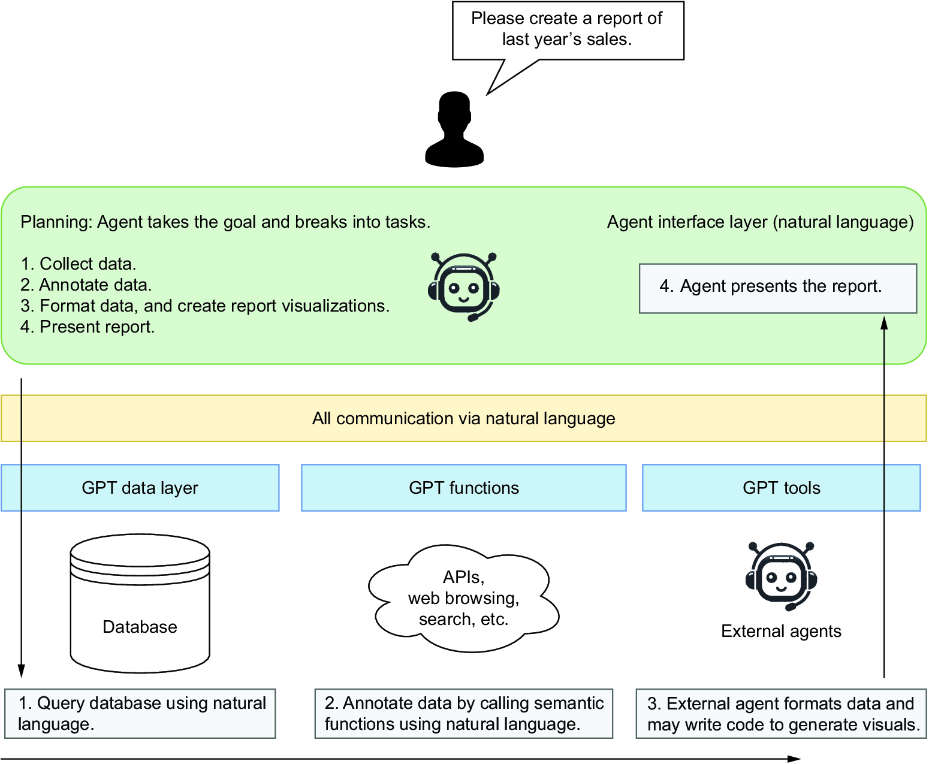 Please create a report of
last year’s sales.
Planning: Agent takes the goal and breaks into tasks.
Agent interface layer (natural language)
1. Collect data.
2. Annotate data.
3. Format data, and create report visualizations.
4. Present report.
4. Agent presents the report.
All communication via natural language
GPT data layer
GPT functions
GPT tools
Database
APIs,
web browsing,
search, etc.
External agents
1. Query database using natural
language.
2. Annotate data by calling semantic
functions using natural language.
3. External agent formats data and
may write code to generate visuals.